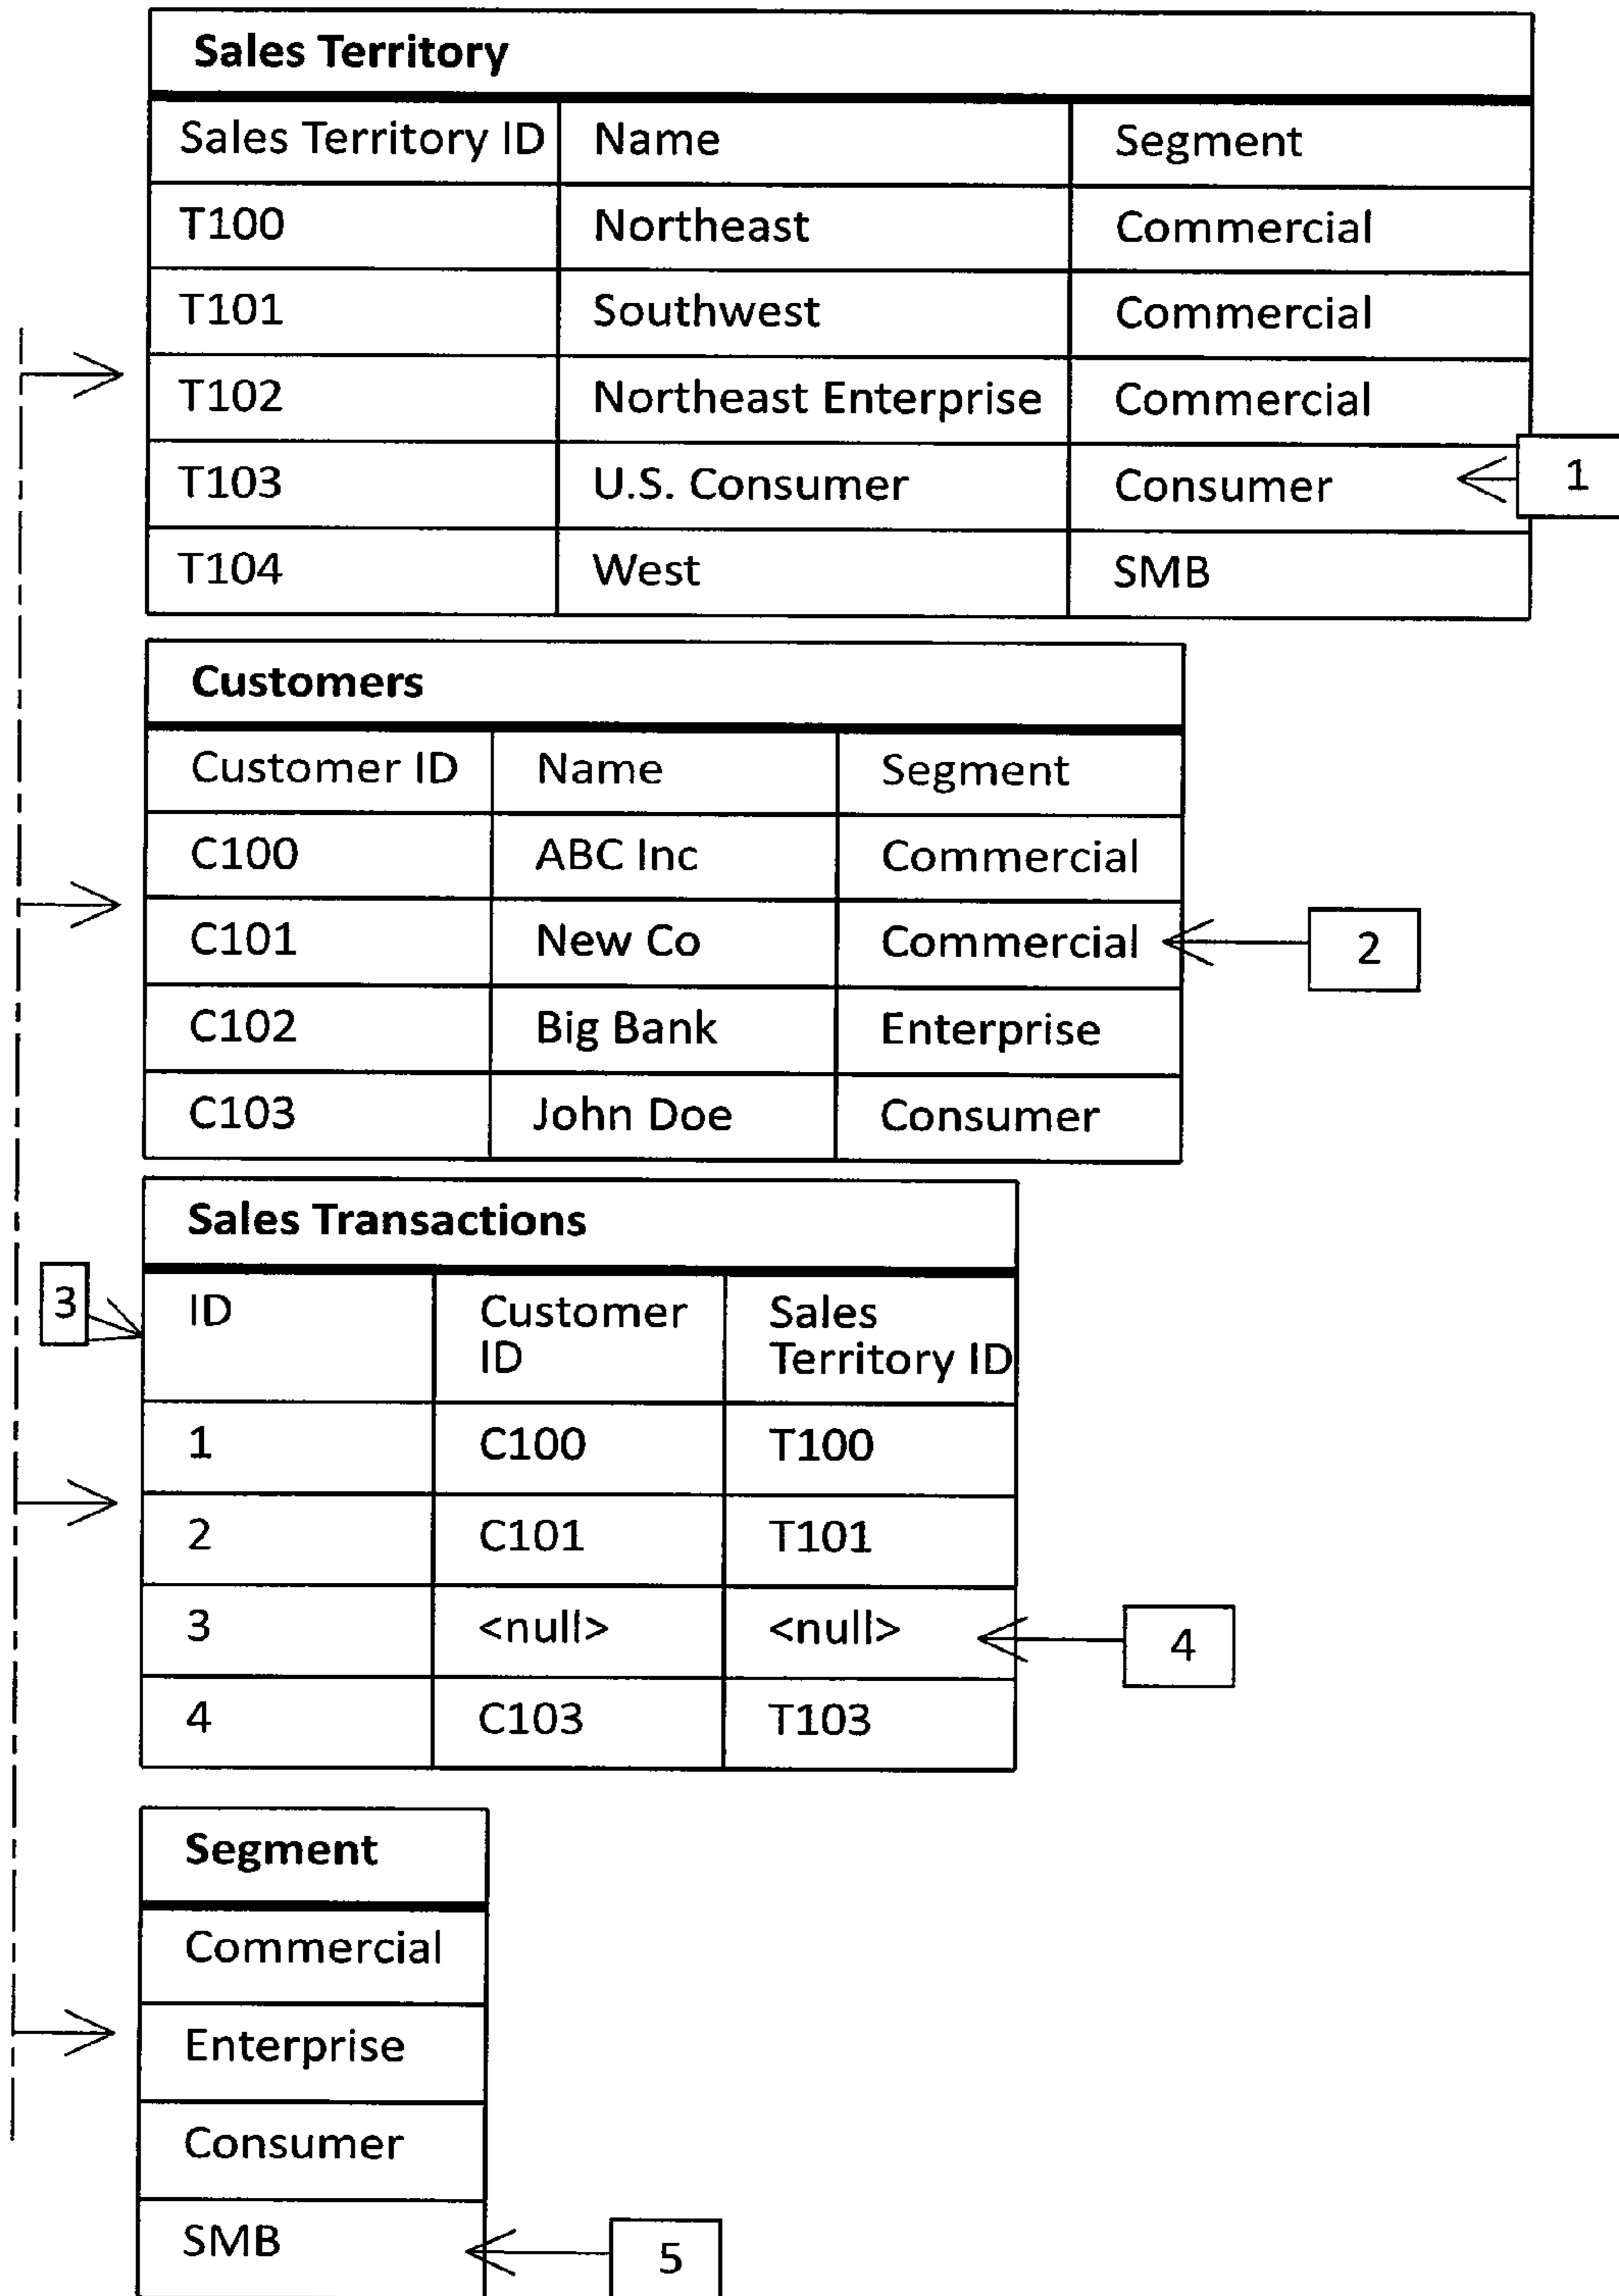 Sales Territory
Sales Territory ID Name Segment
T100 Northeast Commercial
T101 Southwest Commercial
T102 Northeast Enterprise Commercial
T103 U.S. Consumer Consumer
1
T104 West SMB
Customers
Customer ID Name Segment
C100 ABC Inc Commercial
C101 New Co Commercial
2
C102 Big Bank Enterprise
C103 John Doe Consumer
Sales Transactions
3
ID Customer Sales
ID Territory ID
1 C100 T100
2 C101 T101
3 <null> <null>
4
4 C103 T103
Segment
Commercial
Enterprise
Consumer
SMB
5